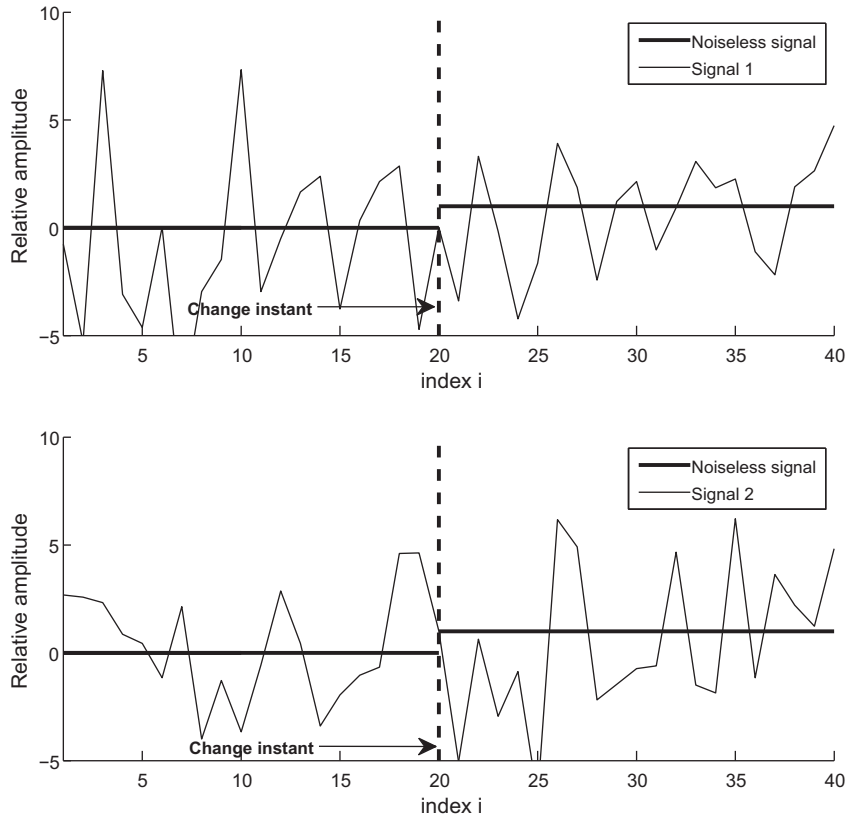 10
5
0
−5
Relative amplitude
Noiseless signal
Signal 1
Change instant
5 10 15 20 25 30 35 40
index i
10
5
0
−5
Relative amplitude
Noiseless signal
Signal 2
Change instant
5 10 15 20 25 30 35 40
index i